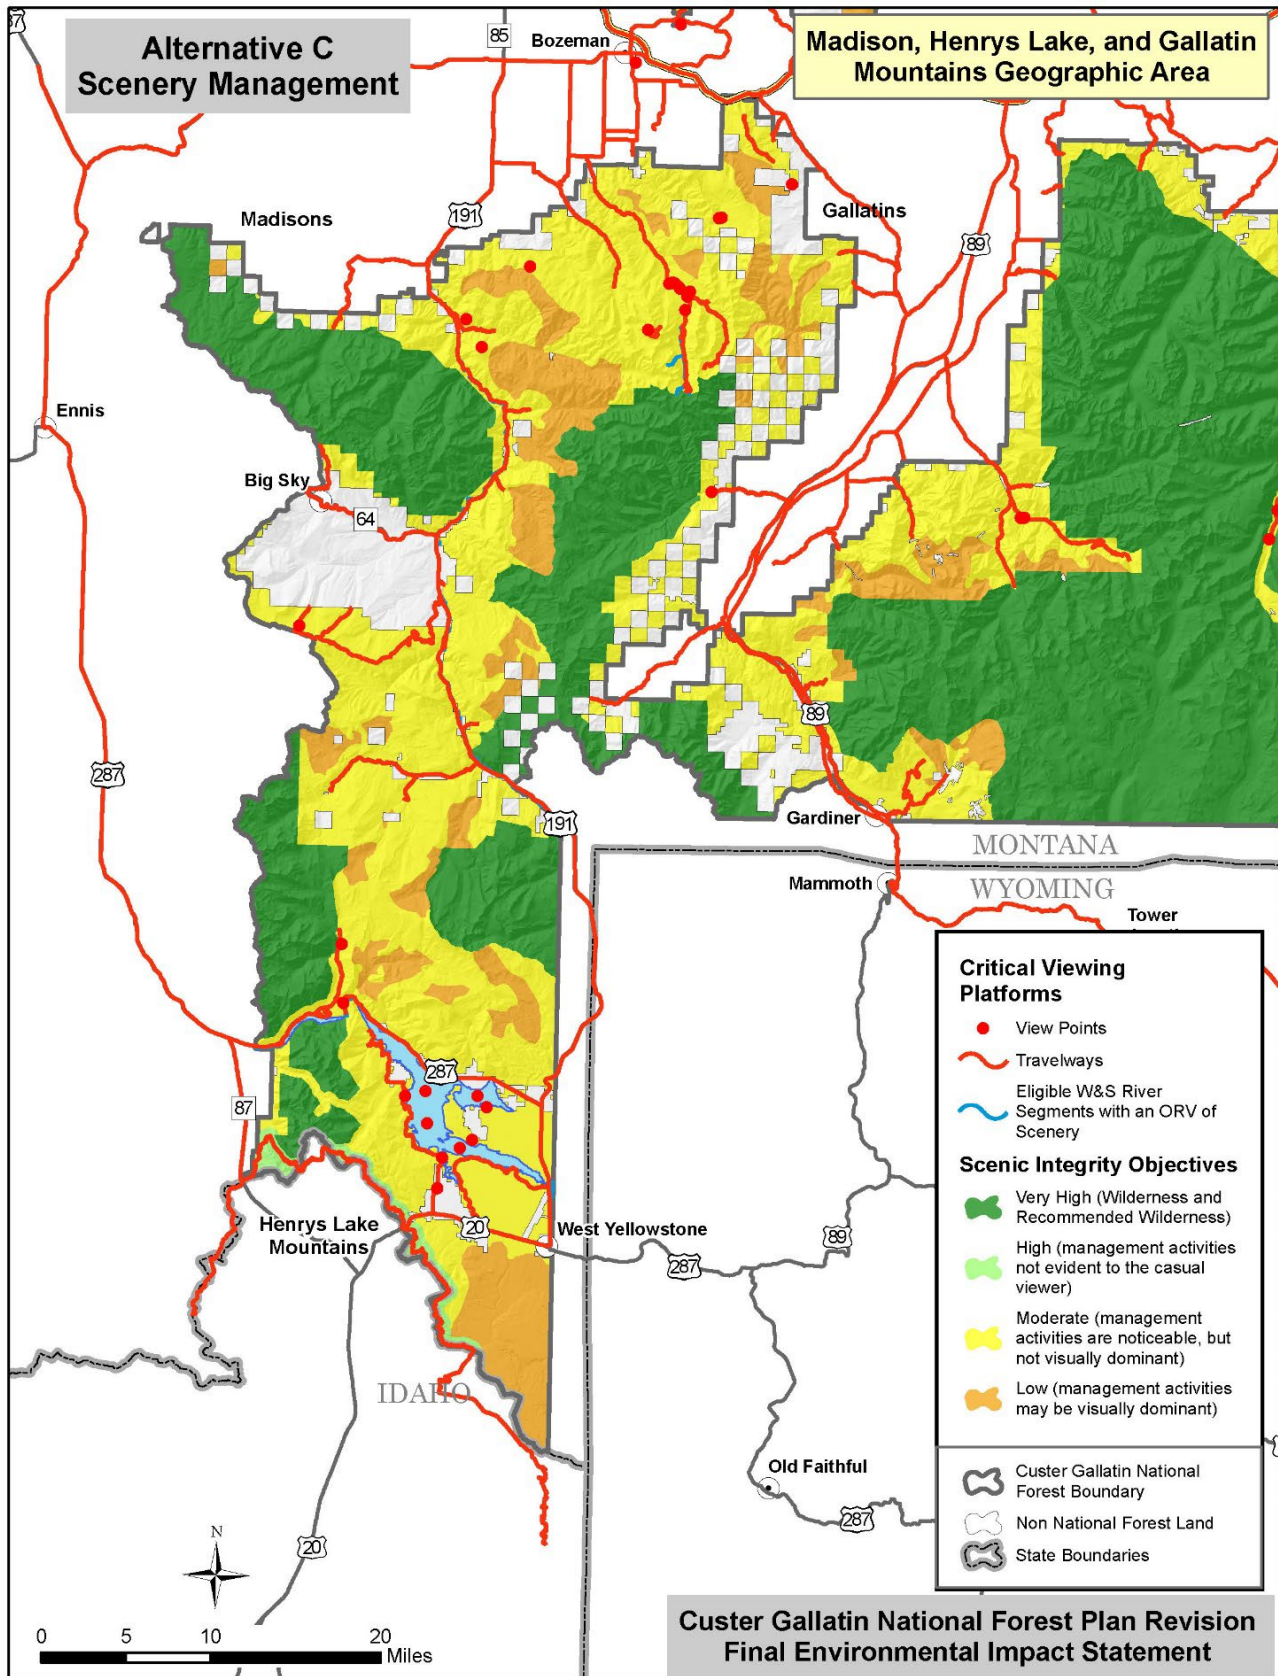 Alternative C
Scenery Management
Madison, Henrys Lake, and Gallatin
Mountains Geographic Area
85
Bozeman
Madisons
191
Gallatins
89
Ennis
Big Sky
64
287
89
191
Gardiner
MONTANA
Mammoth
WYOMING
Tower
287
87
Henrys Lake
Mountains
20
West Yellowstone
89
287
IDAHO
Old Faithful
287
20
N
0 5 10 20
Miles
Critical Viewing
Platforms
View Points
Travelways
Eligible W&S River
Segments with an ORV of
Scenery
Scenic Integrity Objectives
Very High (Wilderness and
Recommended Wilderness)
High (management activities
not evident to the casual
viewer)
Moderate (management
activities are noticeable, but
not visually dominant)
Low (management activities
may be visually dominant)
Custer Gallatin National
Forest Boundary
Non National Forest Land
State Boundaries
Custer Gallatin National Forest Plan Revision
Final Environmental Impact Statement